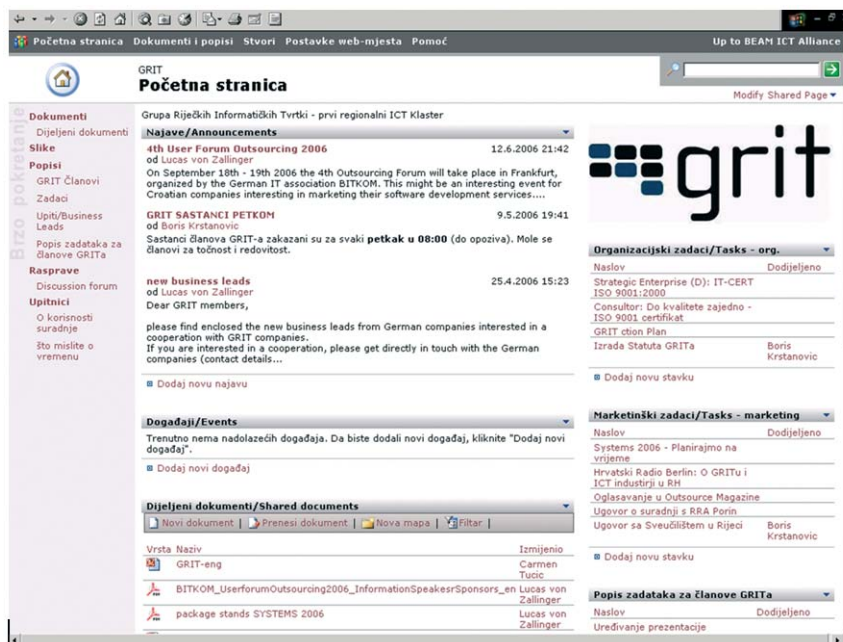 Početna stranica Dokumenti i popisi Stvori Postavke web-mjesta Pomoć Up to BEAM ICT Alliance
GRIT
Početna stranica
Modify Shared Page
Brzo pokretanje
Dokumenti
Dijeljeni dokumenti
Slike
Popisi
GRIT Članovi
Zadaci
Upiti/Business
Leads
Popis zadataka za
članove GRITa
Rasprave
Discussion forum
Upitnici
O korisnosti
suradnje
što mislite o
vremenu
Grupa Riječkih Informatičkih Tvrtki - prvi regionalni ICT Klaster
Najave/Announcements
4th User Forum Outsourcing 2006 12.6.2006 21:42
od Lucas von Zallinger
On September 18th - 19th 2006 the 4th Outsourcing Forum will take place in Frankfurt,
organized by the German IT association BITKOM. This might be an interesting event for
Croatian companies interesting in marketing their software development services....
GRIT SASTANCI PETKOM 9.5.2006 19:41
od Boris Krstanovic
Sastanci članova GRIT-a zakazani su za svaki petkak u 08:00 (do opoziva). Mole se
članovi za točnost i redovitost.
new business leads 25.4.2006 15:23
od Lucas von Zallinger
Dear GRIT members,
please find enclosed the new business leads from German companies interested in a
cooperation with GRIT companies.
If you are interested in a cooperation, please get directly in touch with the German
companies (contact details...
Dodaj novu najavu
Događaji/Events
Trenutno nema nadolazećih događaja. Da biste dodali novi događaj, kliknite "Dodaj novi
događaj".
Dodaj novi događaj
Dijeljeni dokumenti/Shared documents
Novi dokument | Prenesi dokument | Nova mapa | Filtar |
Vrsta Naziv Izmijenio
GRIT-eng Carmen
Tucic
BITKOM_UserforumOutsourcing2006_InformationSpeakesrSponsors_en Lucas von
Zallinger
package stands SYSTEMS 2006 Lucas von
Zallinger
grit
Organizacijski zadaci/Tasks - org.
Naslov Dodijeljeno
Strategic Enterprise (D): IT-CERT
ISO 9001:2000
Consultor: Do kvalitete zajedno -
ISO 9001 certifikat
GRIT ction Plan
Izrada Statuta GRITa Boris
Krstanovic
Dodaj novu stavku
Marketinški zadaci/Tasks - marketing
Naslov Dodijeljeno
Systems 2006 - Planirajmo na
vrijeme
Hrvatski Radio Berlin: O GRITu i
ICT industrji u RH
Oglasavanje u Outsource Magazine
Ugovor o suradnji s RRA Porin
Ugovor sa Sveučilištem u Rijeci Boris
Krstanovic
Dodaj novu stavku
Popis zadataka za članove GRITa
Naslov Dodijeljeno
Uređivanje prezentacije